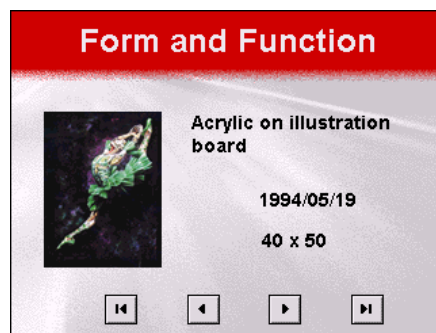 Form and Function
Acrylic on illustration
board
1994/05/19
40 x 50